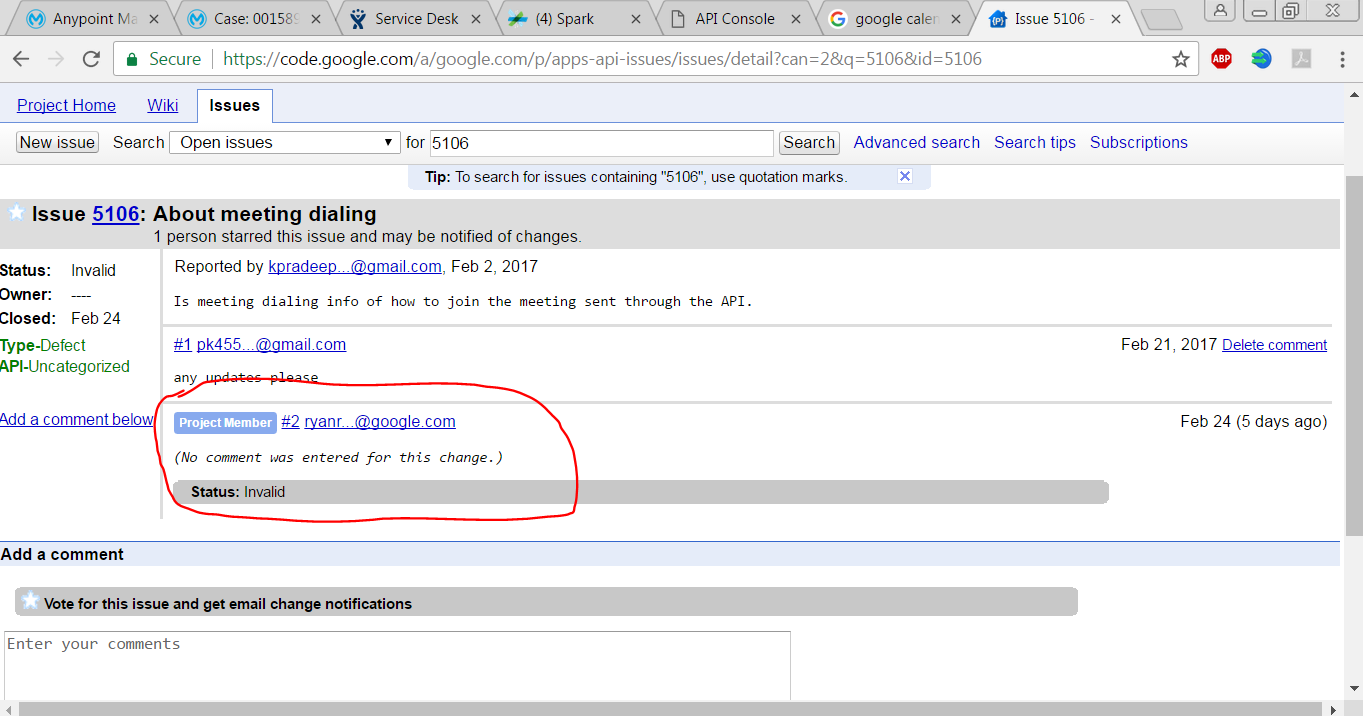 Anypoint Ma
Case: 001589
Service Desk
(4) Spark
API Console
google calen
Issue 5106 -
Secure
https://code.google.com/a/google.com/p/apps-api-issues/issues/detail?can=2&q=5106&id=5106
ABP
Project Home Wiki Issues
New issue Search Open issues for 5106 Search Advanced search Search tips Subscriptions
Tip: To search for issues containing "5106", use quotation marks.
Issue 5106: About meeting dialing
1 person starred this issue and may be notified of changes.
Status: Invalid
Owner: ----
Closed: Feb 24
Type-Defect
API-Uncategorized
Add a comment below
Reported by kpradeep...@gmail.com, Feb 2, 2017
Is meeting dialing info of how to join the meeting sent through the API.
#1 pk455...@gmail.com Feb 21, 2017 Delete comment
any updates please
Project Member #2 ryanr...@google.com Feb 24 (5 days ago)
(No comment was entered for this change.)
Status: Invalid
Add a comment
Vote for this issue and get email change notifications
Enter your comments